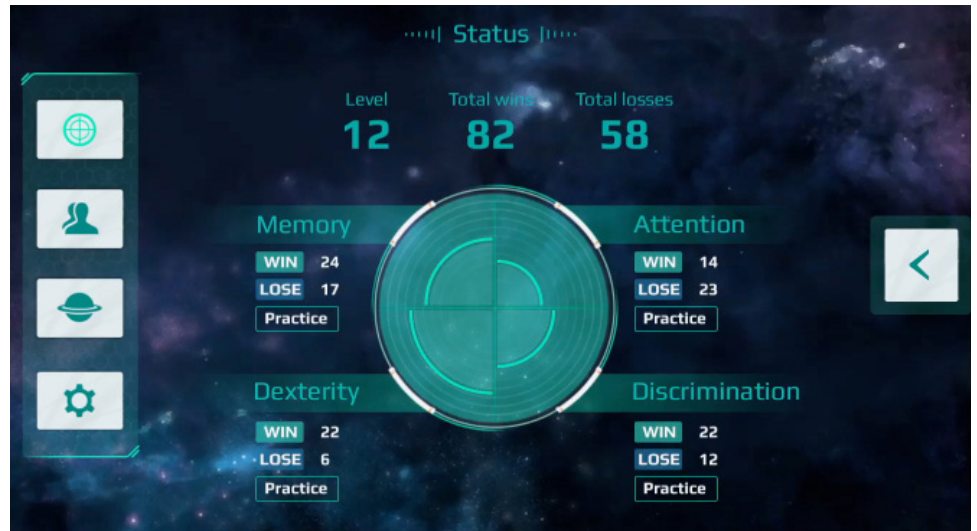 Status
Level
12
Total wins
82
Total losses
58
Memory
WIN 24
LOSE 17
Practice
Attention
WIN 14
LOSE 23
Practice
Dexterity
WIN 22
LOSE 6
Practice
Discrimination
WIN 22
LOSE 12
Practice